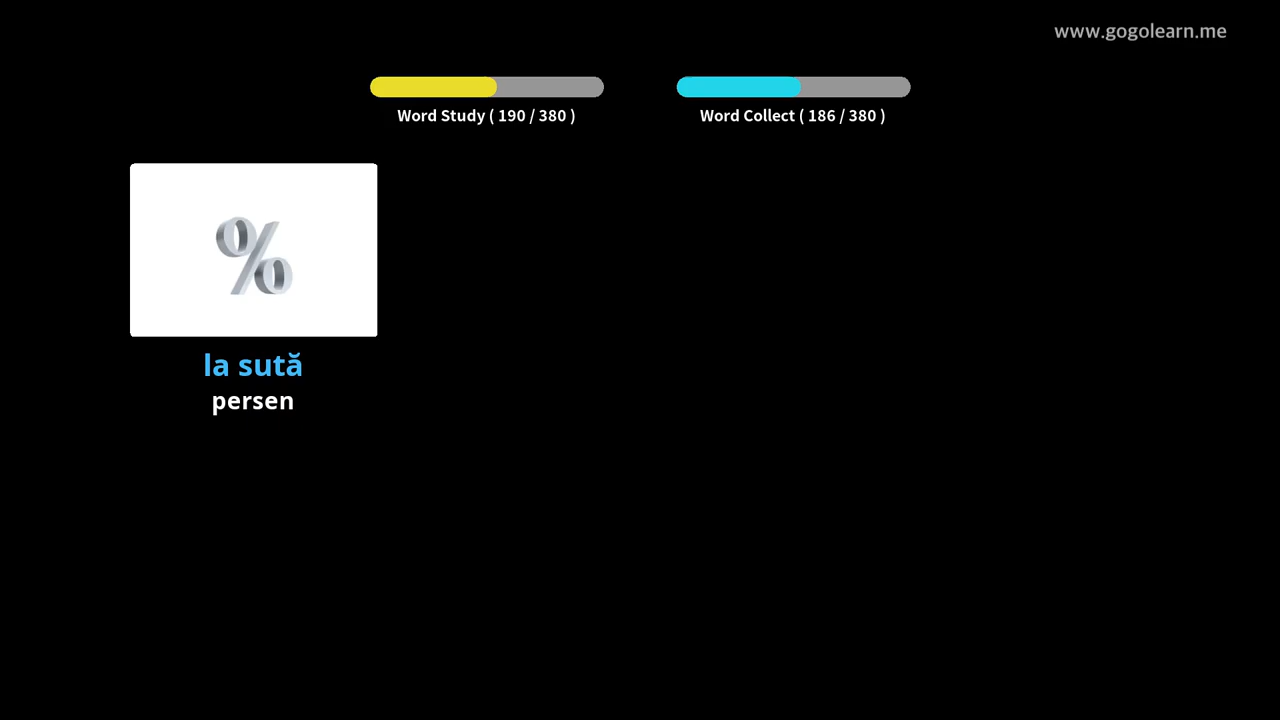 www.gogolearn.me
Word Study ( 190 / 380 )
Word Collect ( 186 / 380 )
%
la sută
persen